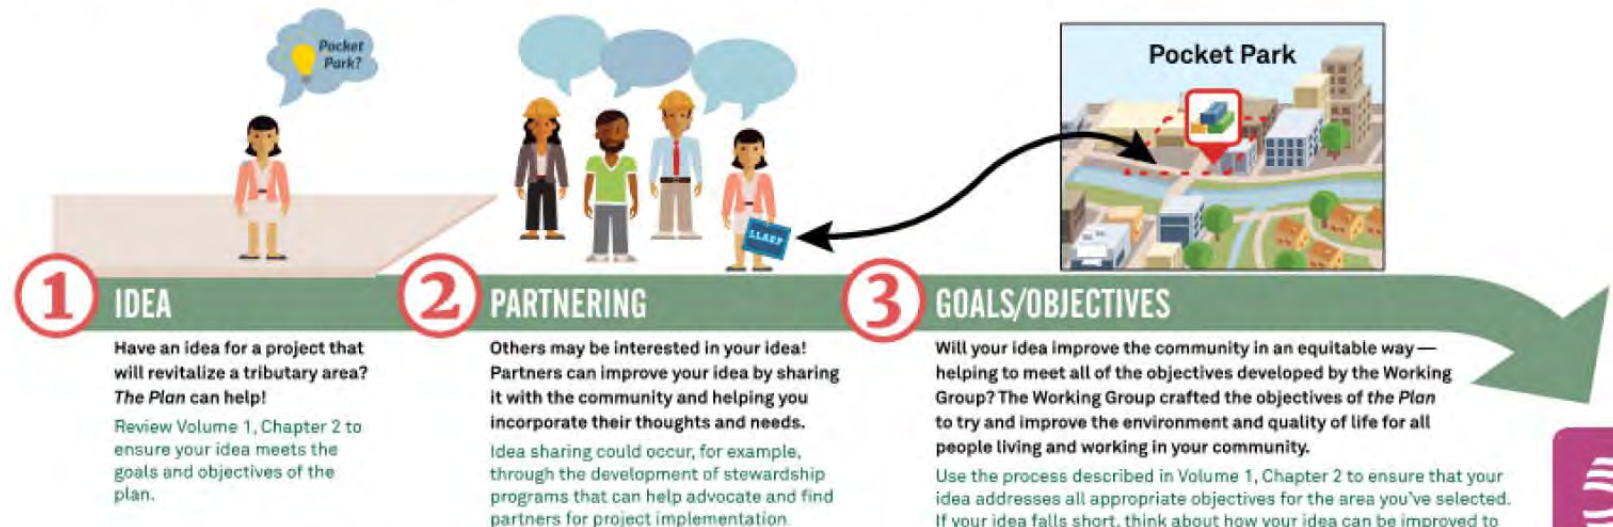 Pocket
Park?
Pocket Park
LLARP
1 IDEA
Have an idea for a project that
will revitalize a tributary area?
The Plan can help!
Review Volume 1, Chapter 2 to
ensure your idea meets the
goals and objectives of the
plan.
2 PARTNERING
Others may be interested in your idea!
Partners can improve your idea by sharing
it with the community and helping you
incorporate their thoughts and needs.
Idea sharing could occur, for example,
through the development of stewardship
programs that can help advocate and find
partners for project implementation
3 GOALS/OBJECTIVES
Will your idea improve the community in an equitable way —
helping to meet all of the objectives developed by the Working
Group? The Working Group crafted the objectives of the Plan
to try and improve the environment and quality of life for all
people living and working in your community.
Use the process described in Volume 1, Chapter 2 to ensure that your
idea addresses all appropriate objectives for the area you've selected.
If your idea falls short, think about how your idea can be improved to